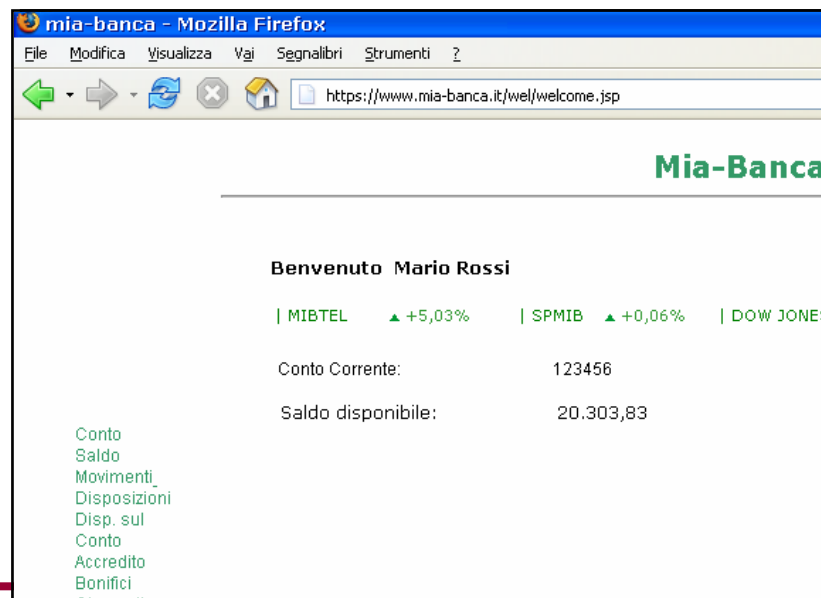 mia-banca - Mozilla Firefox
File Modifica Visualizza Vai Segnalibri Strumenti ?
https://www.mia-banca.it/wel/welcome.jsp
Mia-Banca
Benvenuto Mario Rossi
| MIBTEL ▲ +5,03% | SPMIB ▲ +0,06% | DOW JONES
Conto Corrente: 123456
Saldo disponibile: 20.303,83
Conto
Saldo
Movimenti
Disposizioni
Disp. sul
Conto
Accredito
Bonifici